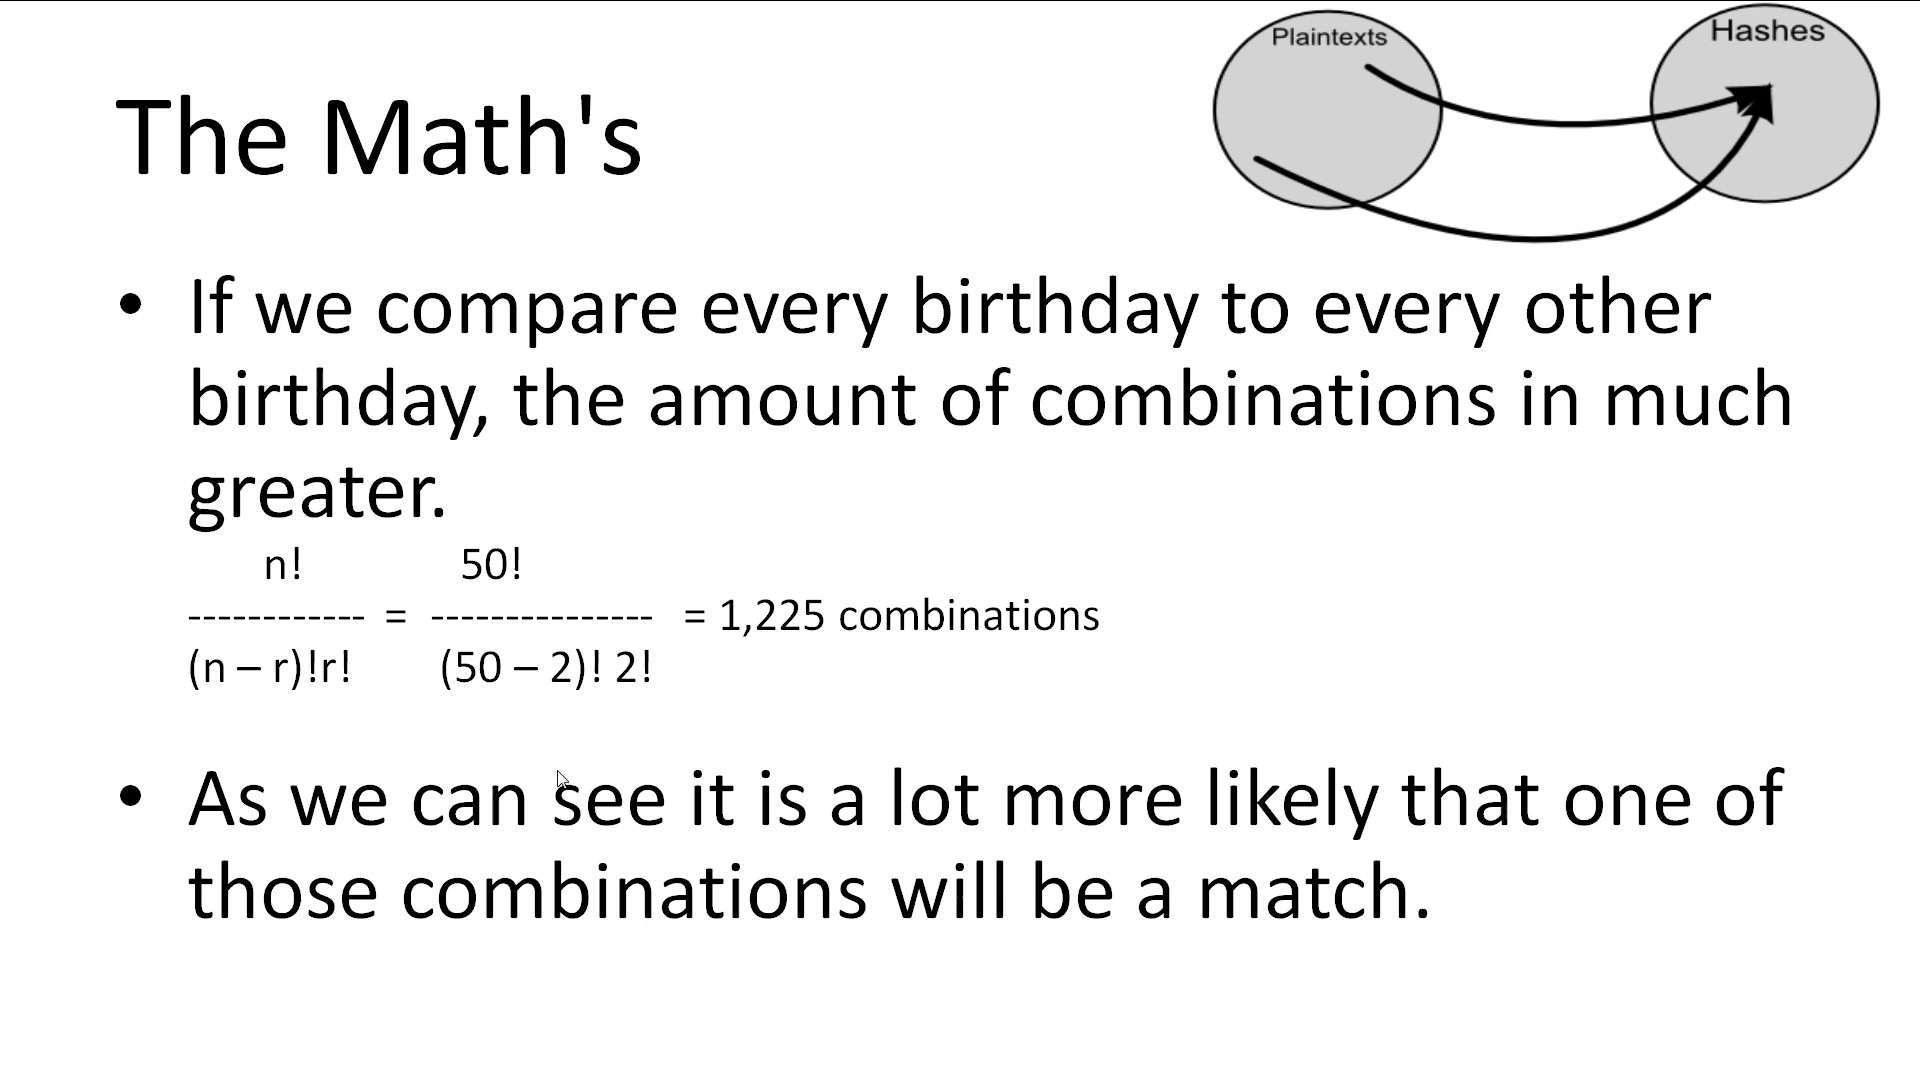 Plaintexts
Hashes
The Math's
• If we compare every birthday to every other
birthday, the amount of combinations in much
greater.
n! 50!
------------ = --------------- = 1,225 combinations
(n – r)!r! (50 – 2)! 2!
• As we can see it is a lot more likely that one of
those combinations will be a match.